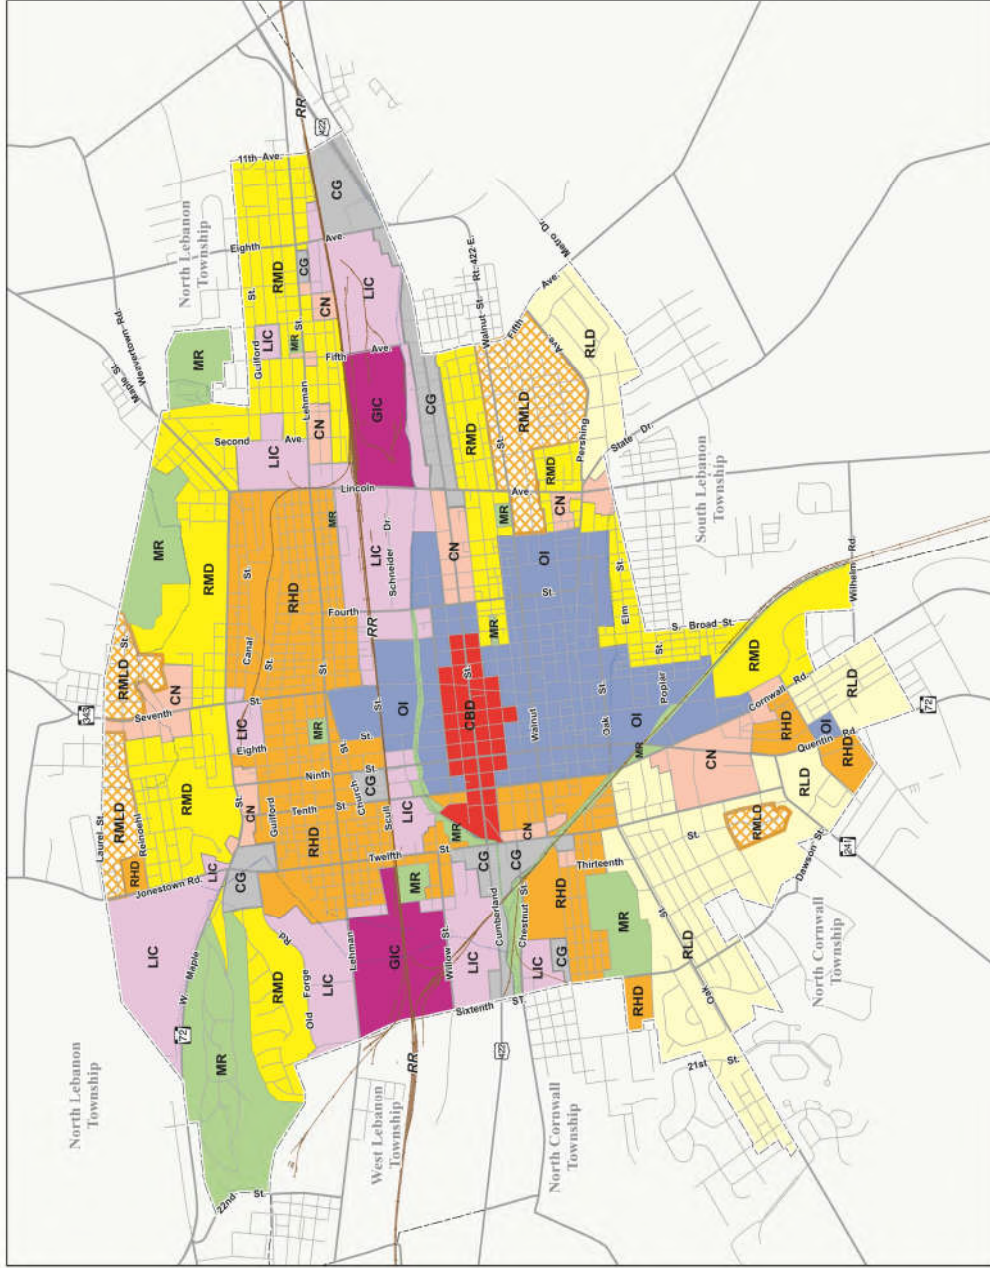 RR
422
11th Ave.
CG
North Lebanon
Township
Eighth
Ave.
RMD
CG
St.
LIC
CN
Metro Dr.
Rt. 422 E.
Weavertown Rd.
Maple St.
MR
Guilford
LIC
MR
St.
Fifth
Ave.
Walnut St.
Fifth
Ave.
Ave.
RLD
Lehman
GIC
CG
RMD
RMLD
St.
Second
Ave.
CN
LIC
Pershing
State Dr.
RMD
Lincoln
Ave.
CN
MR
MR
MR
South Lebanon
Township
RMD
St.
RHD
LIC
Schneider
Dr.
CN
OI
St.
Wilhelm Rd.
Fourth
RR
MR
Elm
St.
S. Broad St.
St.
RMLD
Canal
St.
St.
St.
CBD
St.
St.
Poplar
RMD
CN
343
Seventh
St.
Cornwall
Rd.
RLD
72
LIC
Eighth
St.
MR
St.
OI
Walnut
Oak
OI
MR
RHD
OI
Quentin
Rd.
RHD
Ninth
St.
CN
RMLD
RMD
St.
CN
Guilford
Tenth
St.
Church
CG
Scull
LIC
RLD
Laurel St.
Reinoehl
RHD
Twelfth
St.
MR
CN
St.
RMLD
Dawson
St.
241
RHD
Jonestown Rd.
LIC
CG
MR
CG
CG
Thirteenth
RHD
Cumberland
Chestnut St.
St.
MR
RLD
LIC
W. Maple
Rd
Lehman
GIC
Willow St.
LIC
LIC
CG
RMD
Old Forge
LIC
Sixteenth
ST.
RHD
Oak
North Cornwall
Township
72
MR
RR
422
21st
St.
North Lebanon
Township
West Lebanon
Township
North Cornwall
Township
22nd
St.